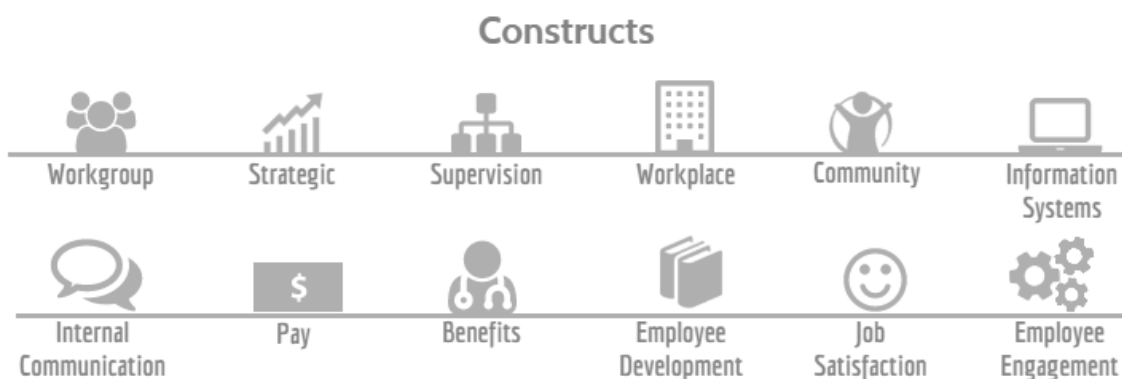 Constructs
Workgroup
Strategic
Supervision
Workplace
Community
Information
Systems
$
Internal
Communication
Pay
Benefits
Employee
Development
Job
Satisfaction
Employee
Engagement